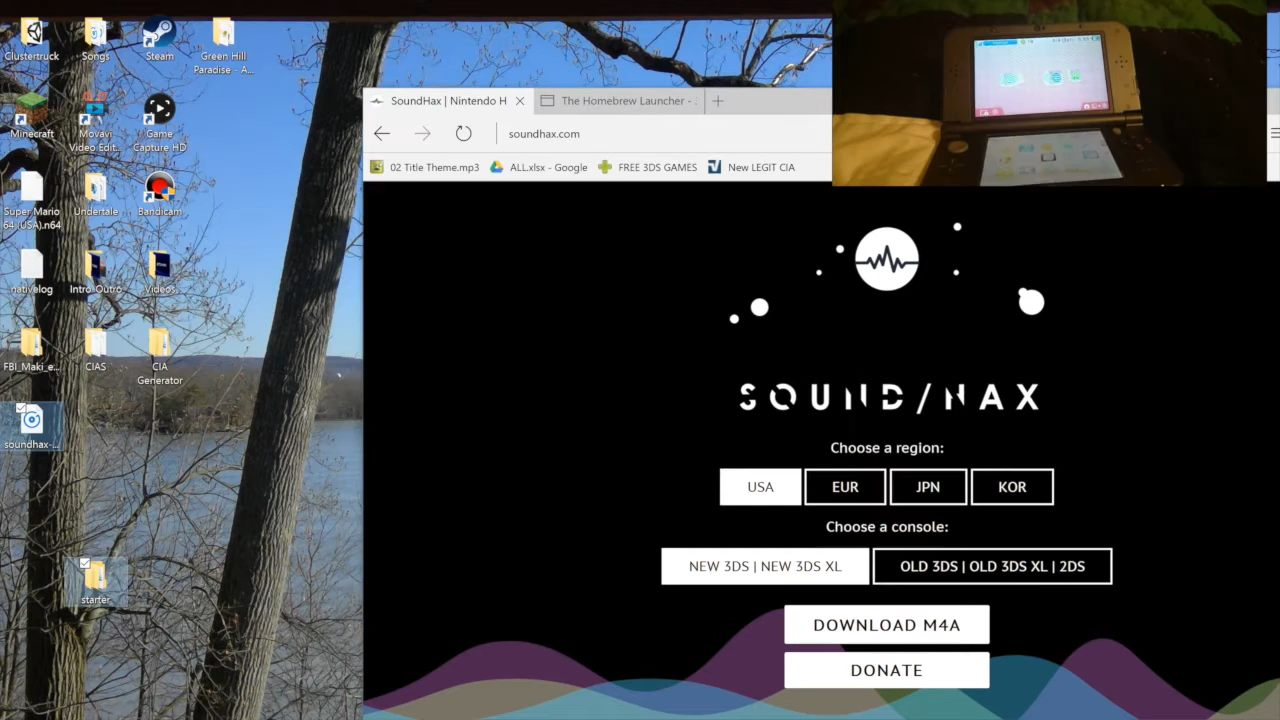 Clustertruck
Songs
Steam
Green Hill
Paradise - A...
Minecraft
Movavi
Video Edit...
Game
Capture HD
Super Mario
64 (USA).n64
Undertale
Bandicam
nativelog
Intro Outro
Videos
FBI_Maki_e...
CIAS
CIA
Generator
soundhax-...
starter
SoundHax | Nintendo H
The Homebrew Launcher -
soundhax.com
02 Title Theme.mp3
ALL.xlsx - Google
FREE 3DS GAMES
New LEGIT CIA
SOUND/HAX
Choose a region:
USA
EUR
JPN
KOR
Choose a console:
NEW 3DS | NEW 3DS XL
OLD 3DS | OLD 3DS XL | 2DS
DOWNLOAD M4A
DONATE